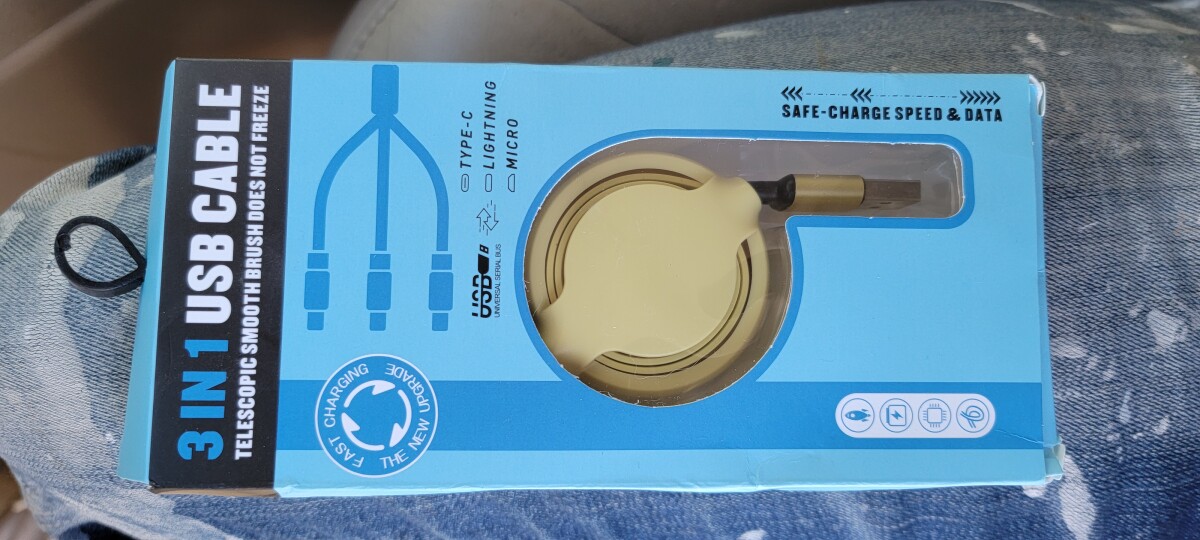 3 IN 1 USB CABLE
TELESCOPIC SMOOTH BRUSH DOES NOT FREEZE
TYPE-C
LIGHTNING
MICRO
USB
UNIVERSAL SERIAL BUS
FAST CHARGING
THE NEW UPGRADE
SAFE-CHARGE SPEED & DATA